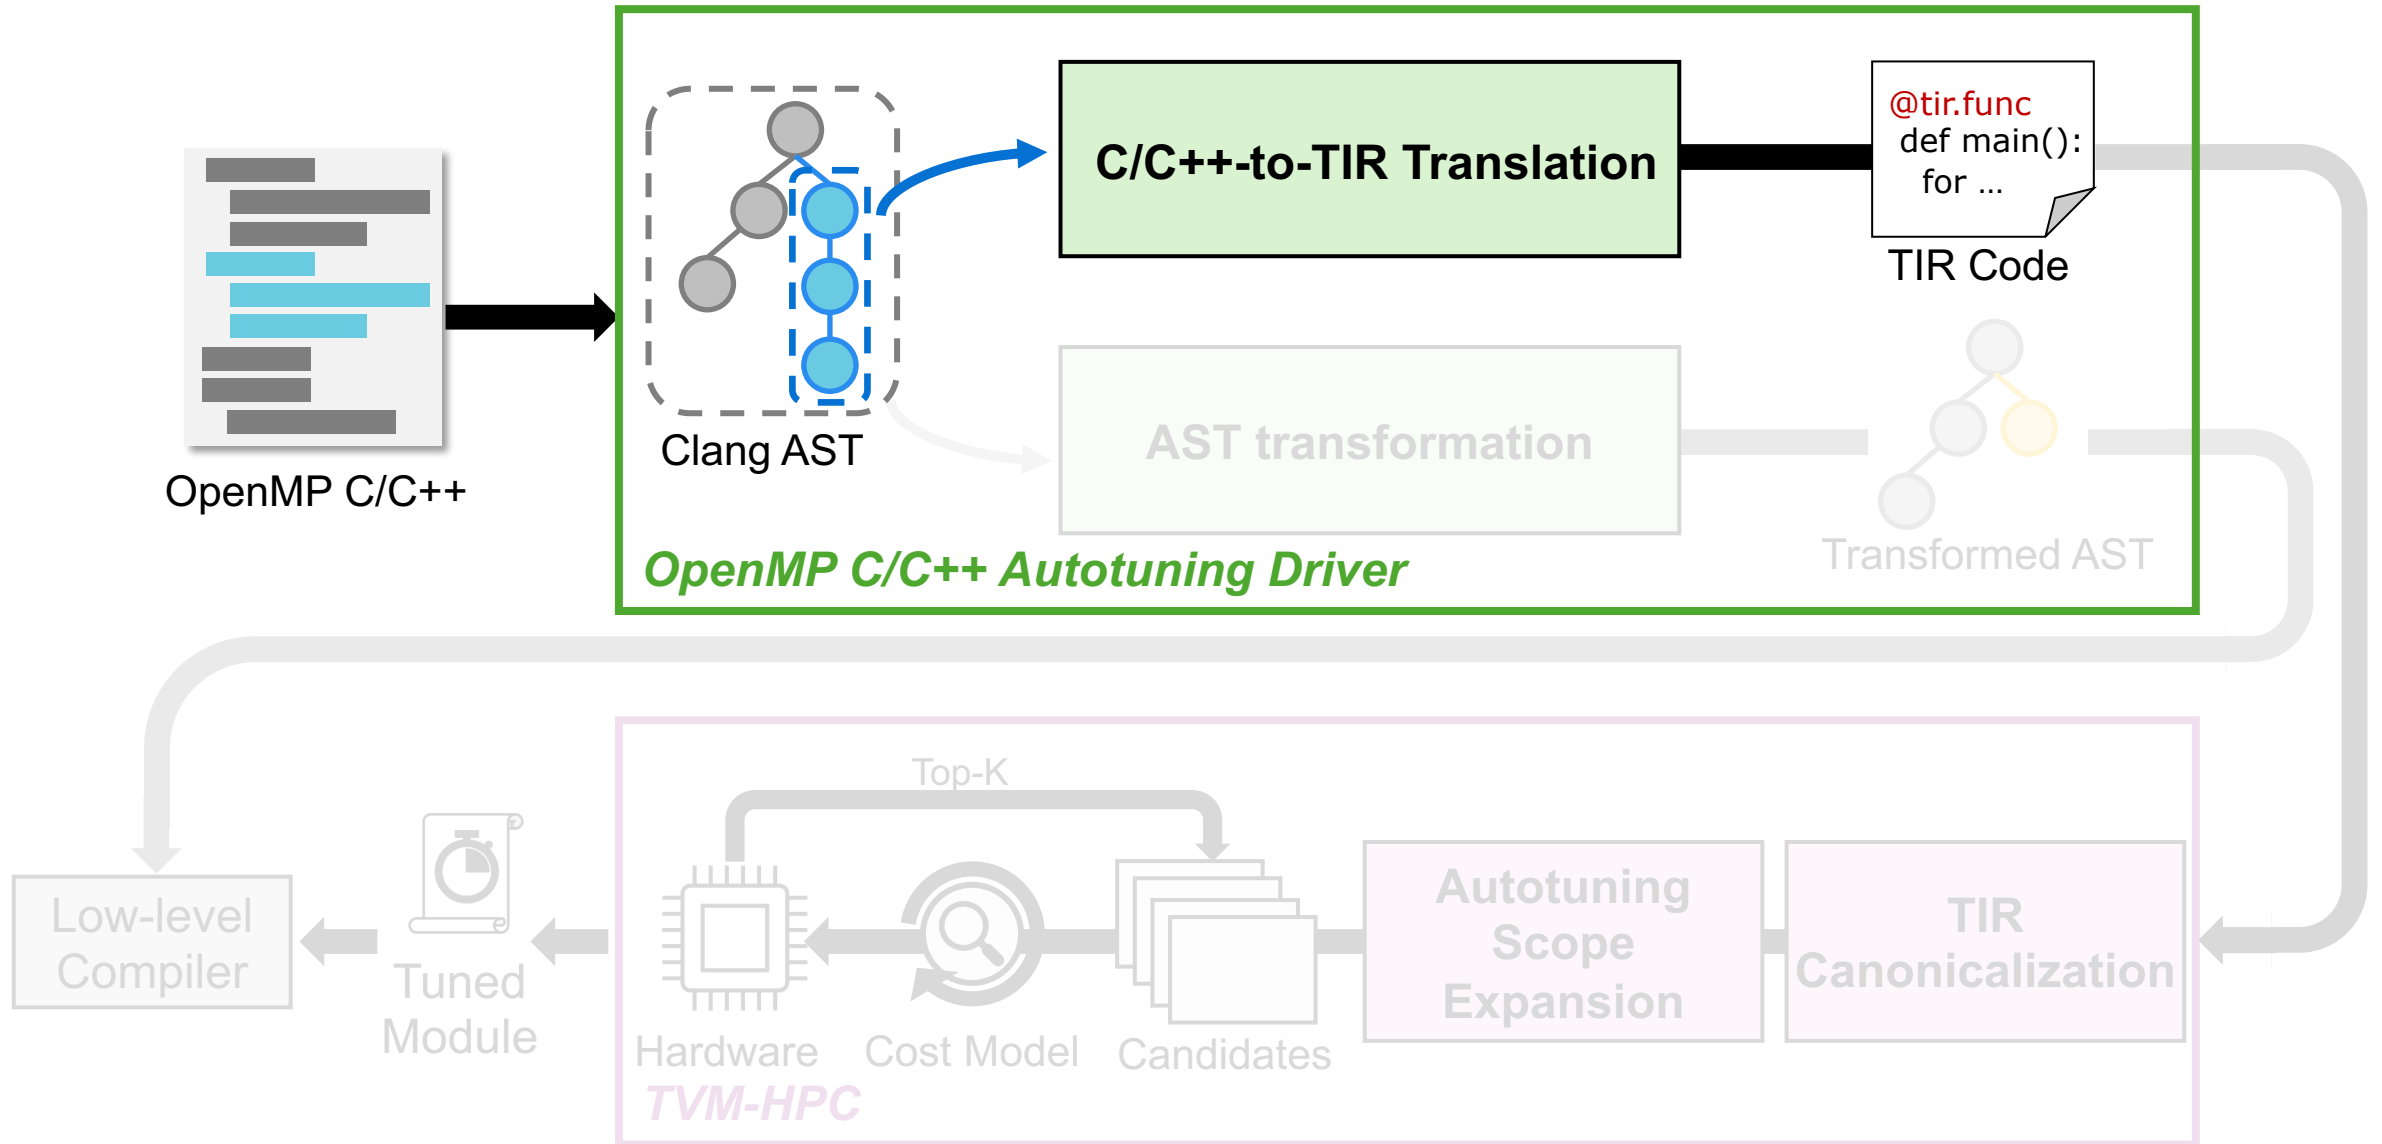 @tir.func
def main():
for ...
C/C++-to-TIR Translation
TIR Code
Clang AST
AST transformation
OpenMP C/C++
Transformed AST
OpenMP C/C++ Autotuning Driver
Top-K
Low-level
Compiler
Tuned
Module
Hardware
Cost Model
Candidates
Autotuning
Scope
Expansion
TIR
Canonicalization
TVM-HPC